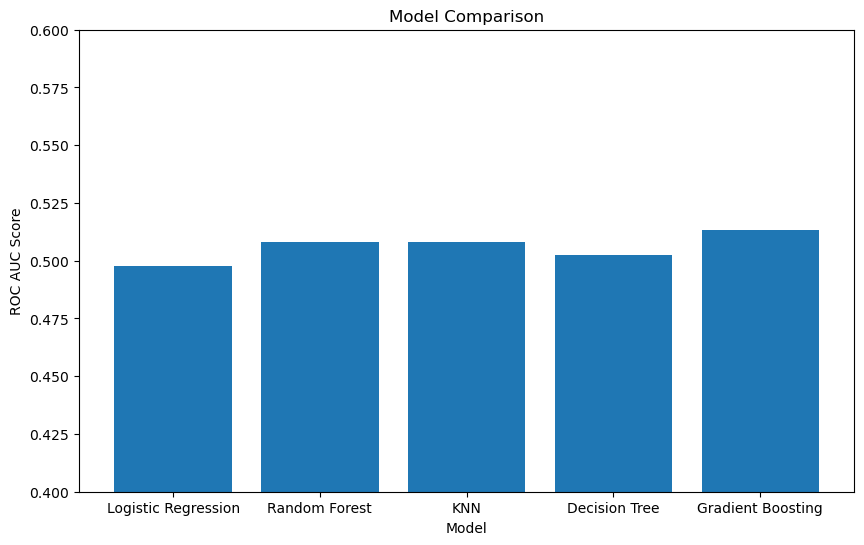 Model Comparison
0.600
0.575
0.550
0.525
0.500
0.475
0.450
0.425
0.400
ROC AUC Score
Logistic Regression Random Forest KNN Decision Tree Gradient Boosting
Model